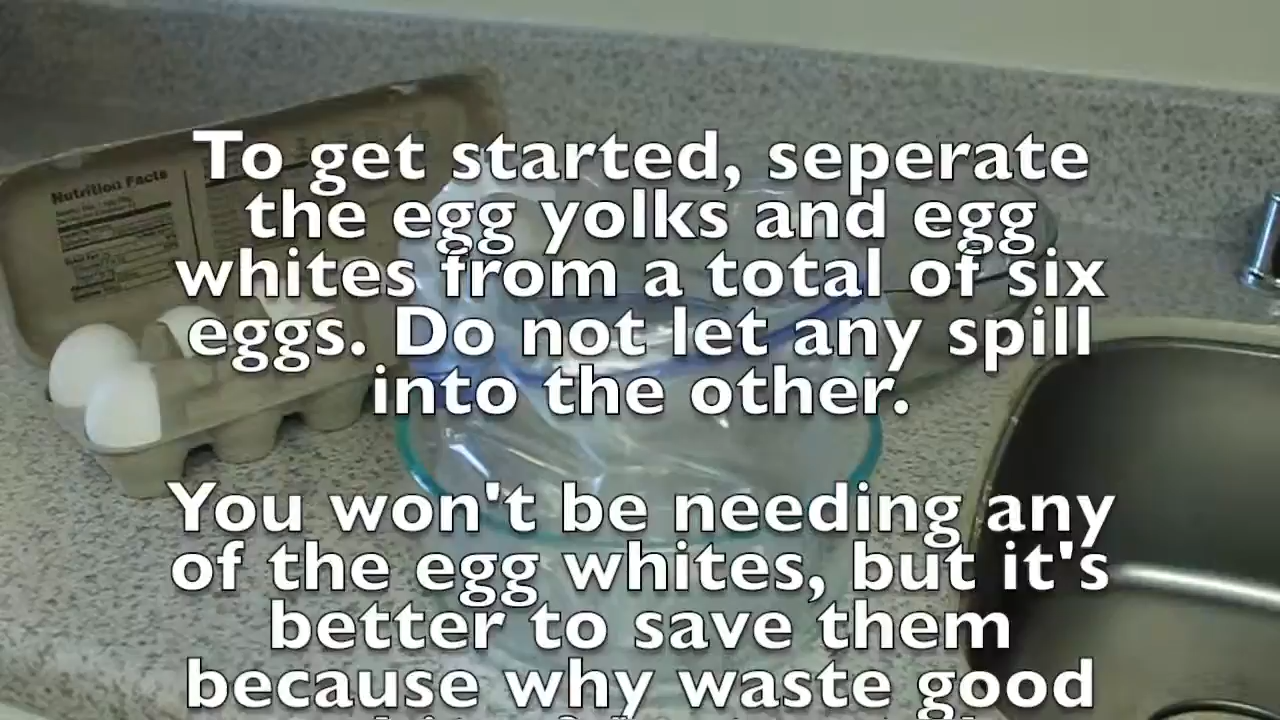 Nutrition Facts
To get started, seperate
the egg yolks and egg
whites from a total of six
eggs. Do not let any spill
into the other.
You won't be needing any
of the egg whites, but it's
better to save them
because why waste good